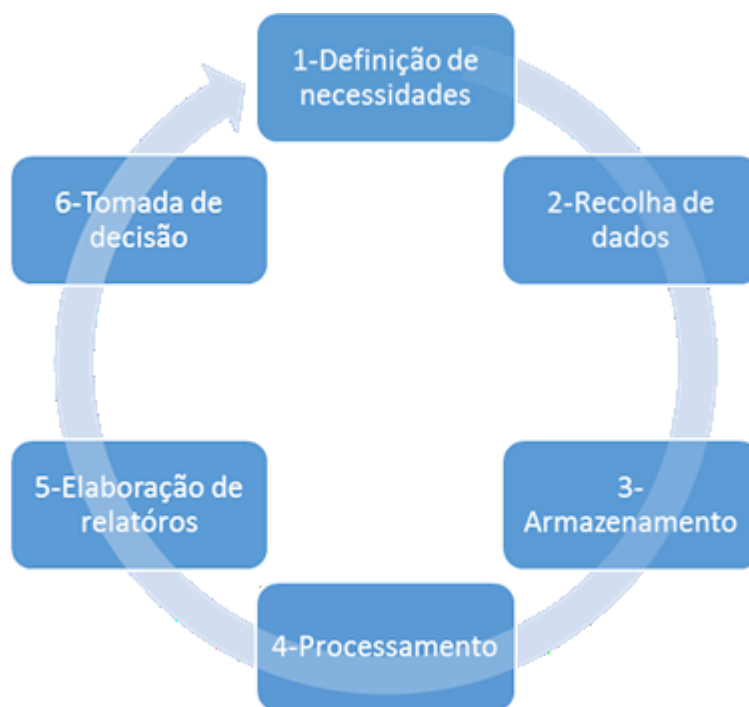 1-Definição de
necessidades
2-Recolha de
dados
3-
Armazenamento
4-Processamento
5-Elaboração de
relatóros
6-Tomada de
decisão